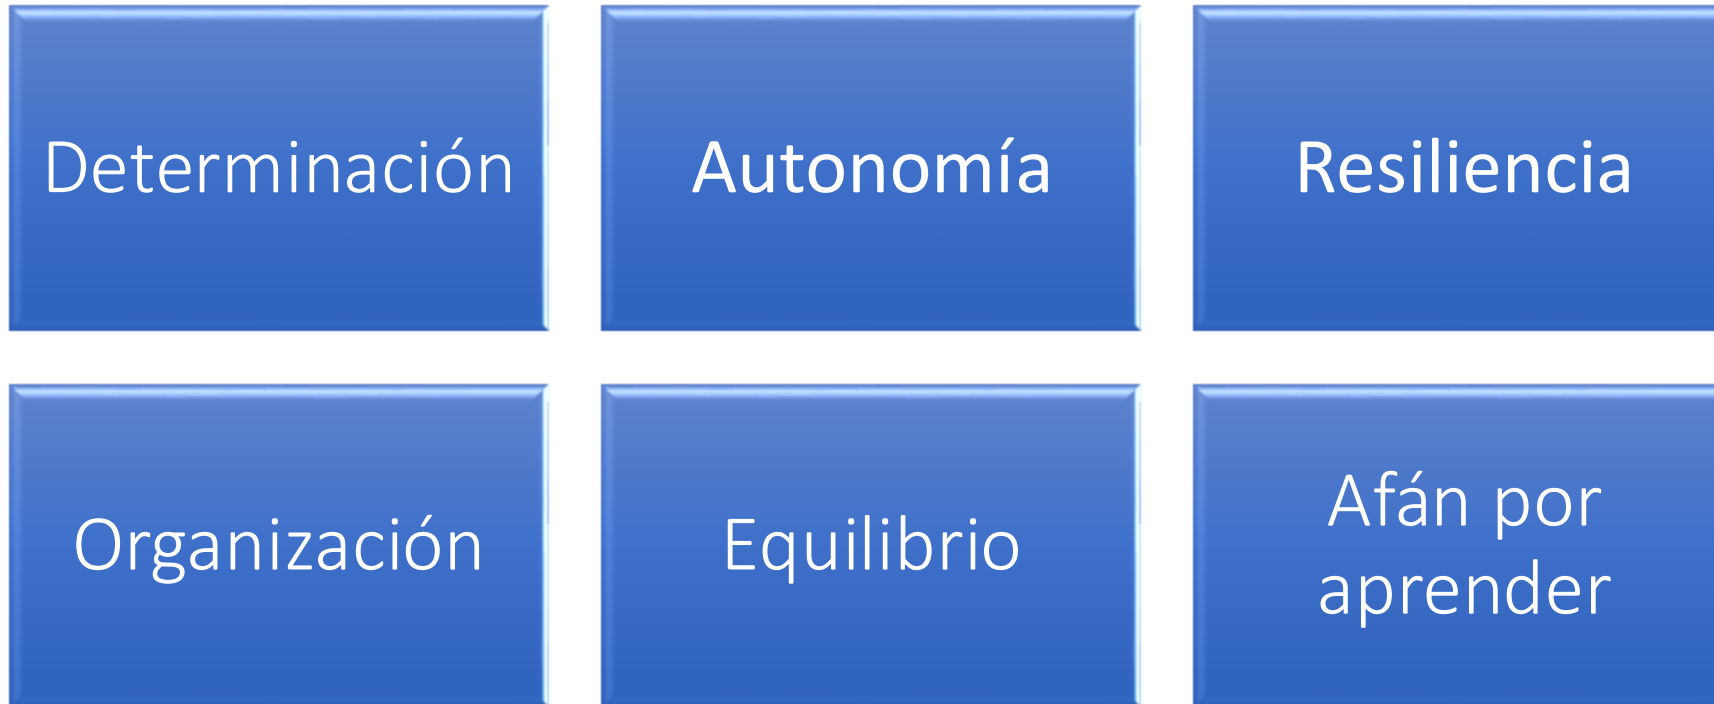 Determinación
Autonomía
Resiliencia
Organización
Equilibrio
Afán por
aprender